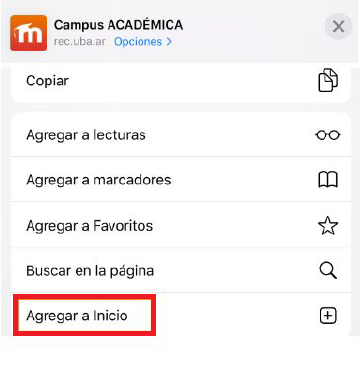 Campus ACADÉMICA
rec.uba.ar Opciones >
Copiar
Agregar a lecturas
Agregar a marcadores
Agregar a Favoritos
Buscar en la página
Agregar a Inicio